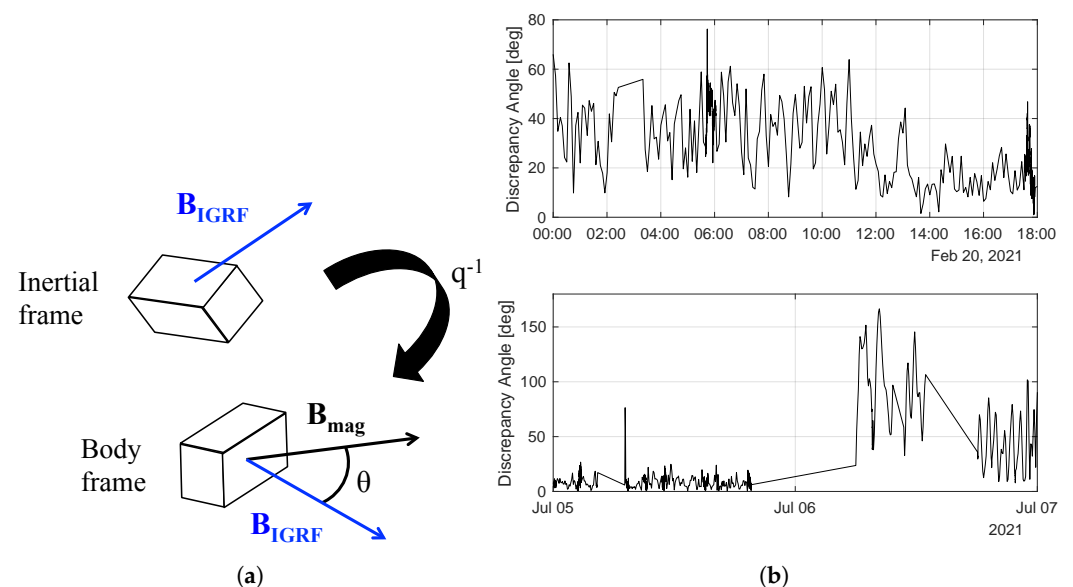 B_IGRF
q^-1
Inertial
frame
Body
frame
B_mag
θ
B_IGRF
(a)
Discrepancy Angle [deg]
80
60
40
20
0
00:00 02:00 04:00 06:00 08:00 10:00 12:00 14:00 16:00 18:00
Feb 20, 2021
Discrepancy Angle [deg]
150
100
50
0
Jul 05 Jul 06 Jul 07
2021
(b)